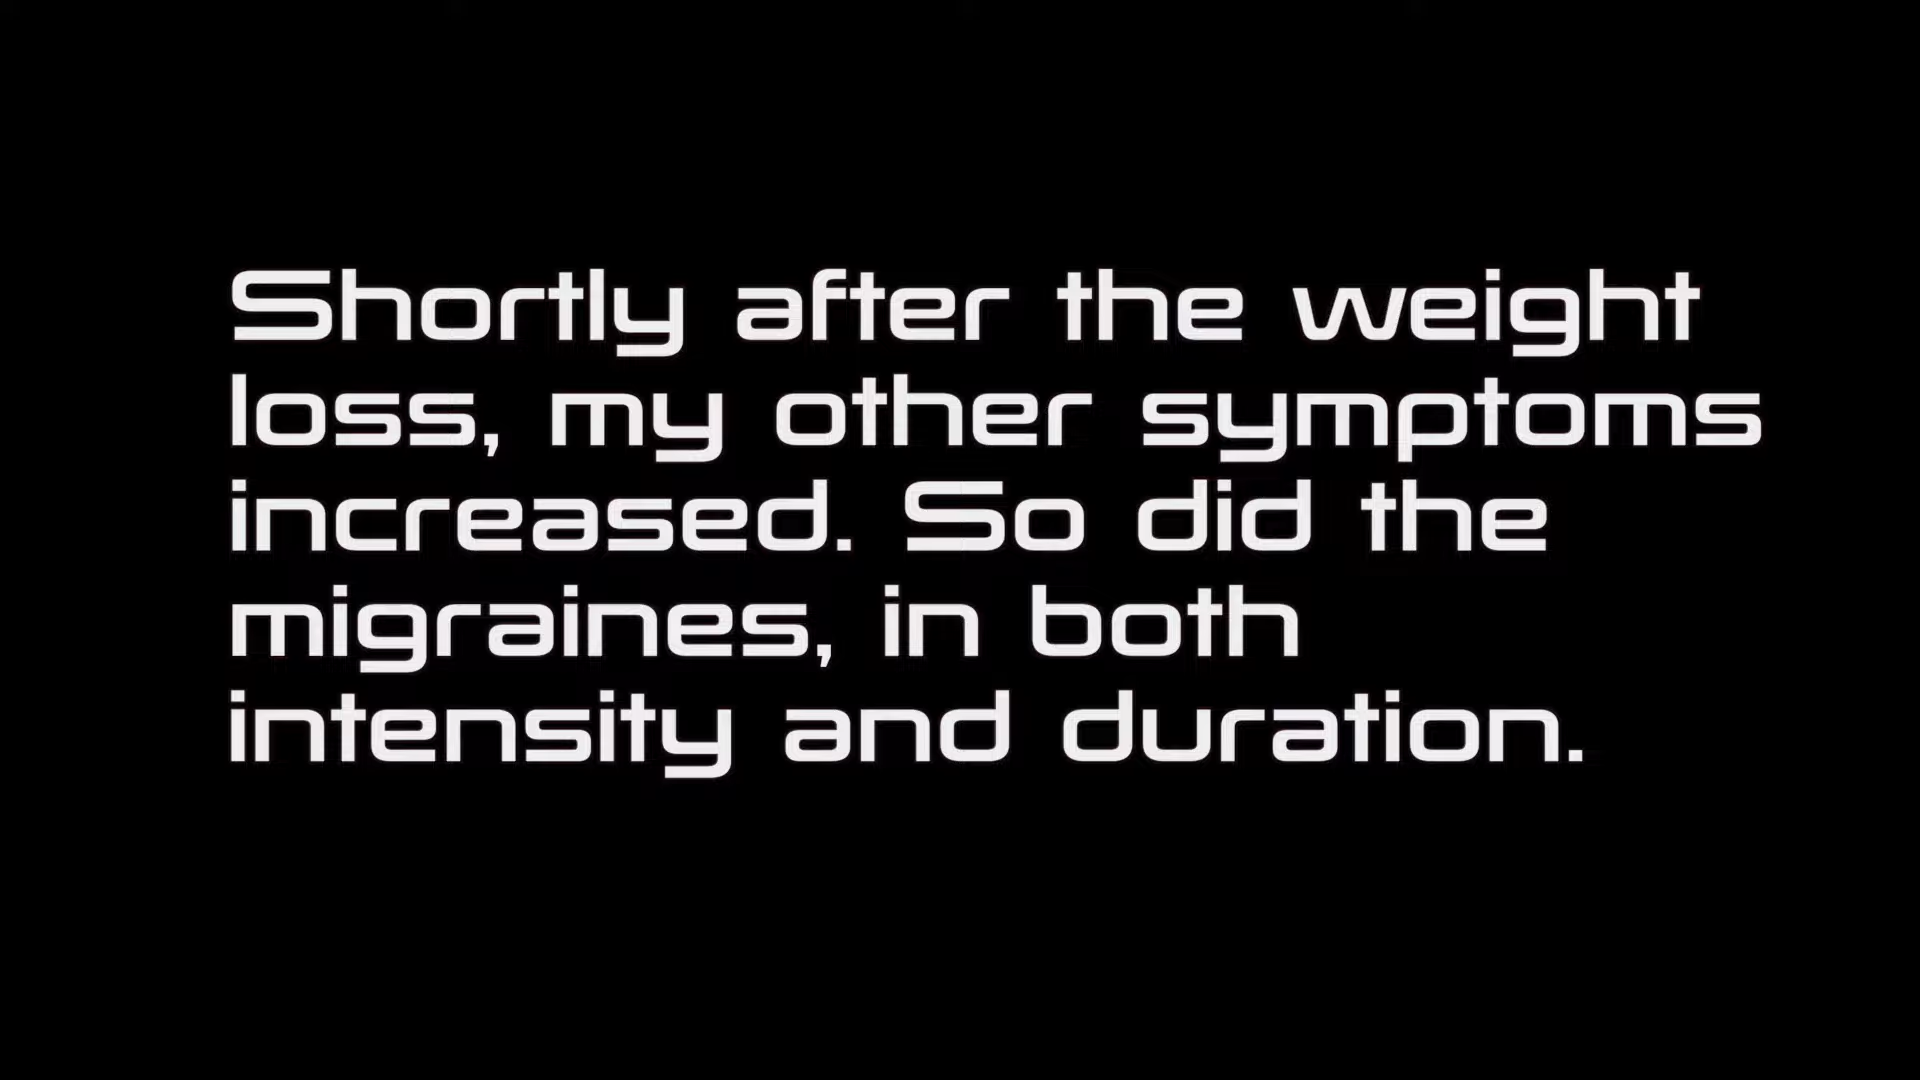 Shortly after the weight
loss, my other symptoms
increased. So did the
migraines, in both
intensity and duration.